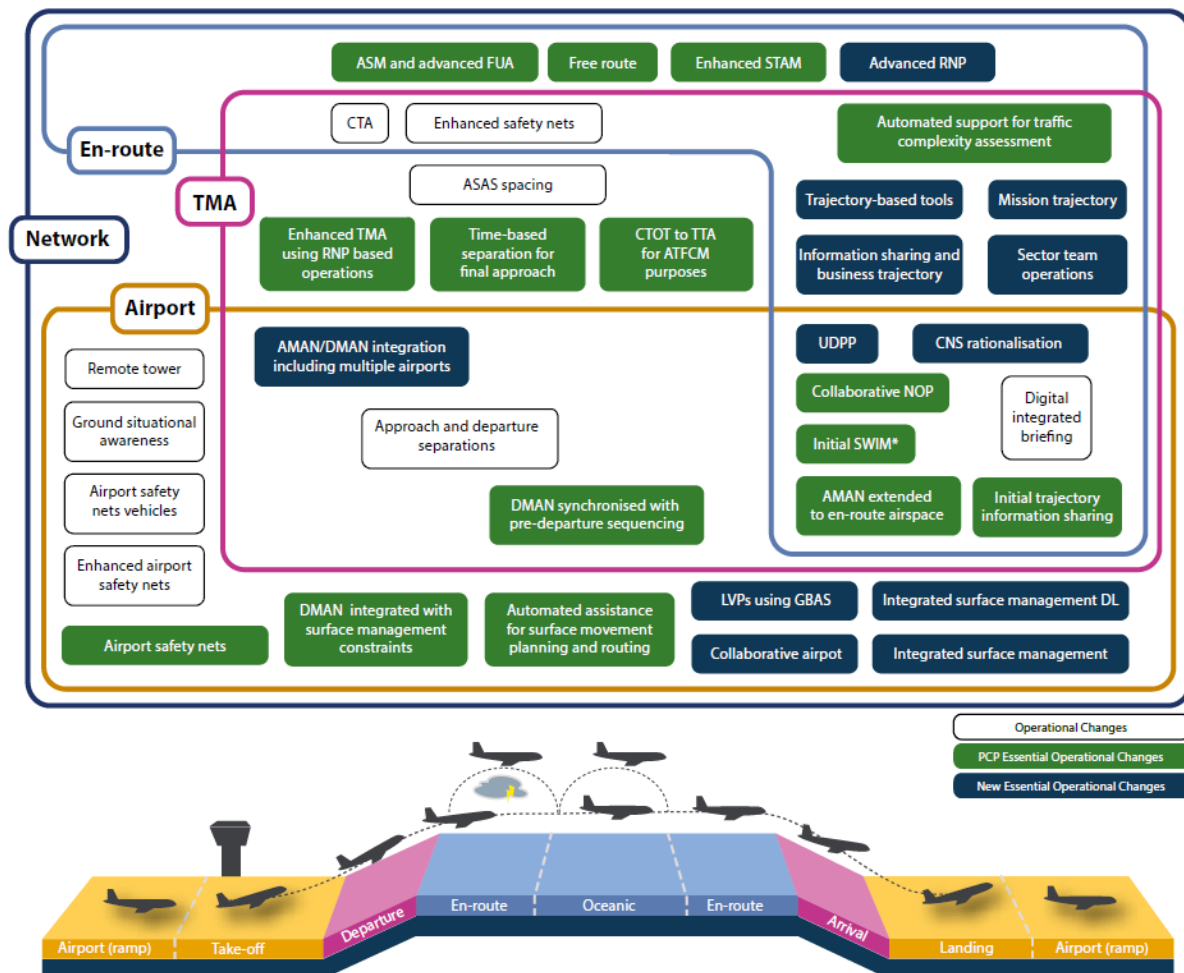 ASM and advanced FUA
Free route
Enhanced STAM
Advanced RNP
CTA
Enhanced safety nets
Automated support for traffic
complexity assessment
En-route
ASAS spacing
TMA
Trajectory-based tools
Mission trajectory
Network
Enhanced TMA
using RNP based
operations
Time-based
separation for
final approach
CTOT to TTA
for ATFCM
purposes
Information sharing and
business trajectory
Sector team
operations
Airport
Remote tower
AMAN/DMAN integration
including multiple airports
UDPP
CNS rationalisation
Ground situational
awareness
Approach and departure
separations
Collaborative NOP
Digital
integrated
briefing
Initial SWIM*
Airport safety
nets vehicles
DMAN synchronised with
pre-departure sequencing
AMAN extended
to en-route airspace
Initial trajectory
information sharing
Enhanced airport
safety nets
Airport safety nets
DMAN integrated with
surface management
constraints
Automated assistance
for surface movement
planning and routing
LVPs using GBAS
Integrated surface management DL
Collaborative airpot
Integrated surface management
Operational Changes
PCP Essential Operational Changes
New Essential Operational Changes
Airport (ramp)
Take-off
Departure
En-route
Oceanic
En-route
Arrival
Landing
Airport (ramp)